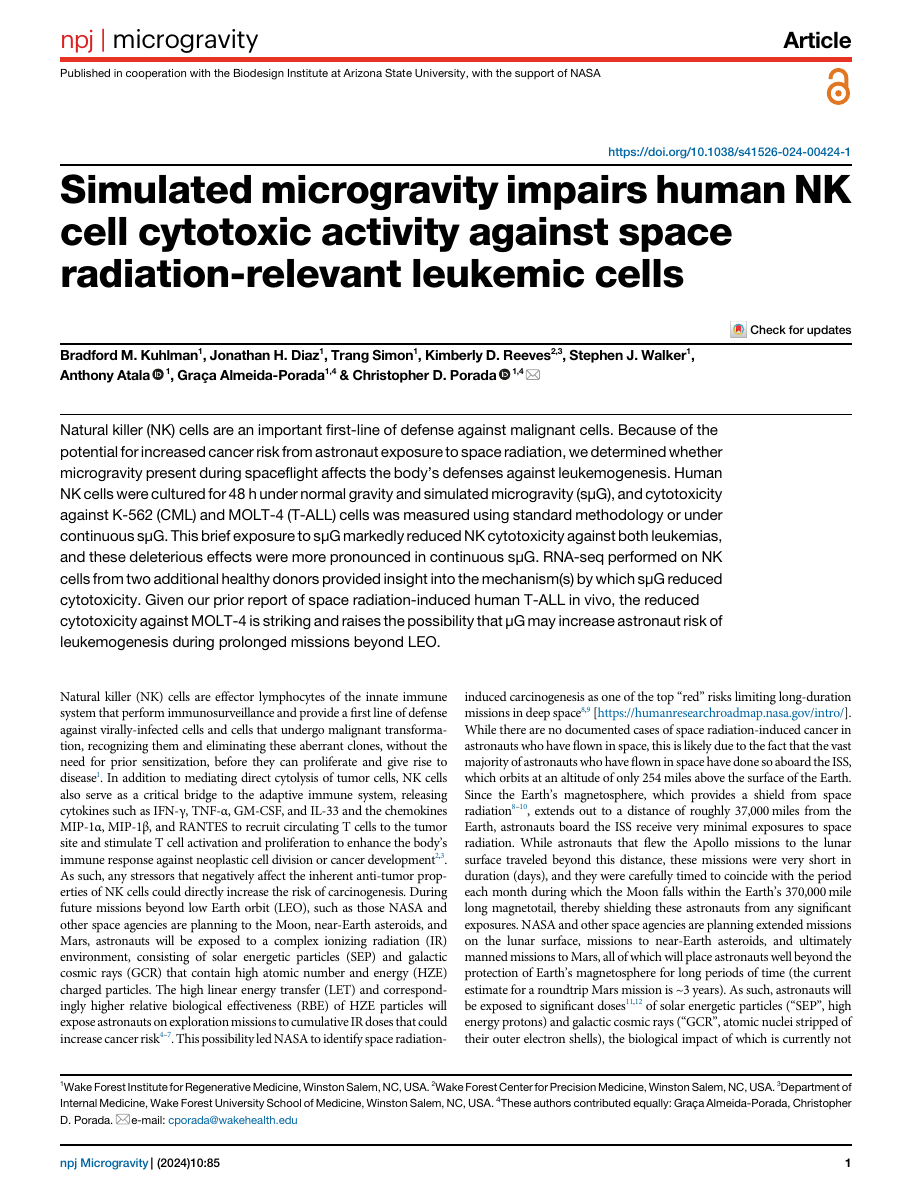 npj | microgravity
Article
Published in cooperation with the Biodesign Institute at Arizona State University, with the support of NASA
https://doi.org/10.1038/s41526-024-00424-1
Simulated microgravity impairs human NK
cell cytotoxic activity against space
radiation-relevant leukemic cells
Check for updates
Bradford M. Kuhlman1, Jonathan H. Diaz1, Trang Simon1, Kimberly D. Reeves2,3, Stephen J. Walker1,
Anthony Atala 1, Graça Almeida-Porada1,4 & Christopher D. Porada 1,4
Natural killer (NK) cells are an important first-line of defense against malignant cells. Because of the
potential for increased cancer risk from astronaut exposure to space radiation, we determined whether
microgravity present during spaceflight affects the body's defenses against leukemogenesis. Human
NK cells were cultured for 48 h under normal gravity and simulated microgravity (sµG), and cytotoxicity
against K-562 (CML) and MOLT-4 (T-ALL) cells was measured using standard methodology or under
continuous sµG. This brief exposure to sµG markedly reduced NK cytotoxicity against both leukemias,
and these deleterious effects were more pronounced in continuous sµG. RNA-seq performed on NK
cells from two additional healthy donors provided insight into the mechanism(s) by which sµG reduced
cytotoxicity. Given our prior report of space radiation-induced human T-ALL in vivo, the reduced
cytotoxicity against MOLT-4 is striking and raises the possibility that µG may increase astronaut risk of
leukemogenesis during prolonged missions beyond LEO.
Natural killer (NK) cells are effector lymphocytes of the innate immune
system that perform immunosurveillance and provide a first line of defense
against virally-infected cells and cells that undergo malignant transforma-
tion, recognizing them and eliminating these aberrant clones, without the
need for prior sensitization, before they can proliferate and give rise to
disease1. In addition to mediating direct cytolysis of tumor cells, NK cells
also serve as a critical bridge to the adaptive immune system, releasing
cytokines such as IFN-γ, TNF-α, GM-CSF, and IL-33 and the chemokines
MIP-1α, MIP-1β, and RANTES to recruit circulating T cells to the tumor
site and stimulate T cell activation and proliferation to enhance the body's
immune response against neoplastic cell division or cancer development2,3.
As such, any stressors that negatively affect the inherent anti-tumor prop-
erties of NK cells could directly increase the risk of carcinogenesis. During
future missions beyond low Earth orbit (LEO), such as those NASA and
other space agencies are planning to the Moon, near-Earth asteroids, and
Mars, astronauts will be exposed to a complex ionizing radiation (IR)
environment, consisting of solar energetic particles (SEP) and galactic
cosmic rays (GCR) that contain high atomic number and energy (HZE)
charged particles. The high linear energy transfer (LET) and correspond-
ingly higher relative biological effectiveness (RBE) of HZE particles will
expose astronauts on exploration missions to cumulative IR doses that could
increase cancer risk4–7. This possibility led NASA to identify space radiation-
induced carcinogenesis as one of the top "red" risks limiting long-duration
missions in deep space8,9 [https://humanresearchroadmap.nasa.gov/intro/].
While there are no documented cases of space radiation-induced cancer in
astronauts who have flown in space, this is likely due to the fact that the vast
majority of astronauts who have flown in space have done so aboard the ISS,
which orbits at an altitude of only 254 miles above the surface of the Earth.
Since the Earth's magnetosphere, which provides a shield from space
radiation8–10, extends out to a distance of roughly 37,000 miles from the
Earth, astronauts board the ISS receive very minimal exposures to space
radiation. While astronauts that flew the Apollo missions to the lunar
surface traveled beyond this distance, these missions were very short in
duration (days), and they were carefully timed to coincide with the period
each month during which the Moon falls within the Earth's 370,000 mile
long magnetotail, thereby shielding these astronauts from any significant
exposures. NASA and other space agencies are planning extended missions
on the lunar surface, missions to near-Earth asteroids, and ultimately
manned missions to Mars, all of which will place astronauts well beyond the
protection of Earth's magnetosphere for long periods of time (the current
estimate for a roundtrip Mars mission is ~3 years). As such, astronauts will
be exposed to significant doses11,12 of solar energetic particles ("SEP", high
energy protons) and galactic cosmic rays ("GCR", atomic nuclei stripped of
their outer electron shells), the biological impact of which is currently not
1Wake Forest Institute for Regenerative Medicine, Winston Salem, NC, USA. 2Wake Forest Center for Precision Medicine, Winston Salem, NC, USA. 3Department of
Internal Medicine, Wake Forest University School of Medicine, Winston Salem, NC, USA. 4These authors contributed equally: Graça Almeida-Porada, Christopher
D. Porada. e-mail: cporada@wakehealth.edu
npj Microgravity | (2024)10:85
1